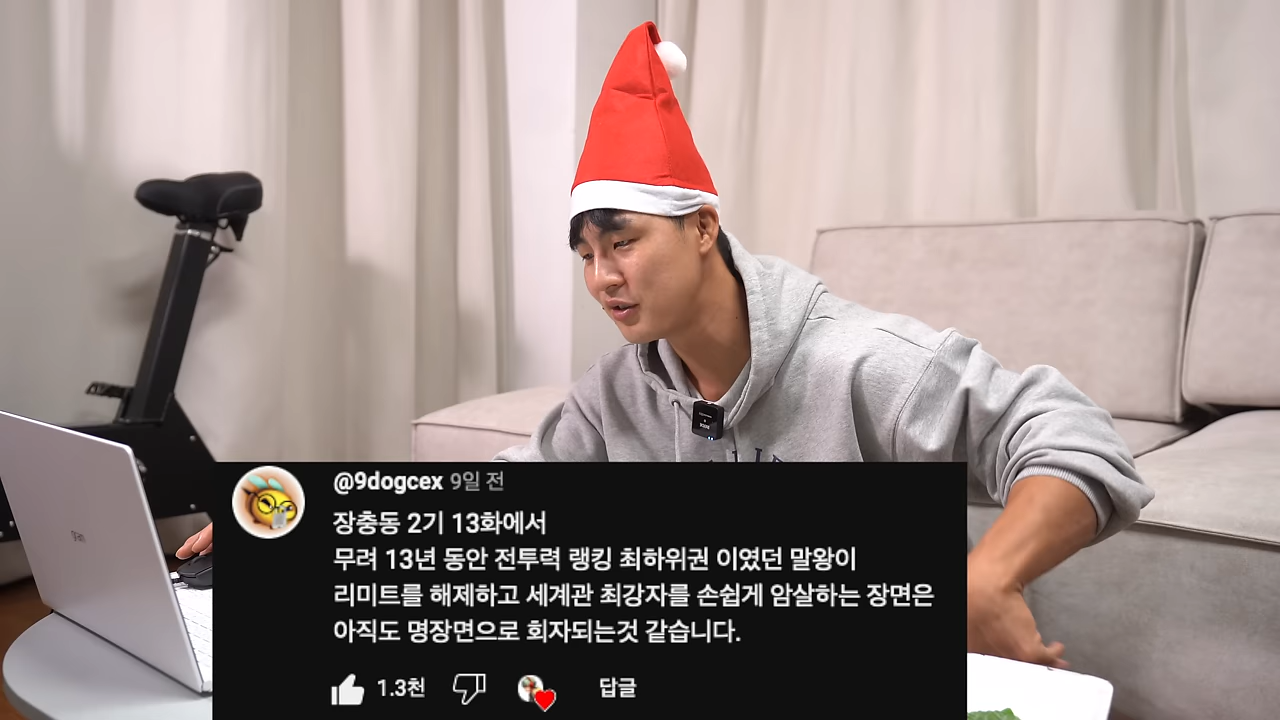 @9dogcex 9일 전
장충동 2기 13화에서
무려 13년 동안 전투력 랭킹 최하위권 이였던 말왕이
리미트를 해제하고 세계관 최강자를 손쉽게 암살하는 장면은
아직도 명장면으로 회자되는것 같습니다.
1.3천
답글
gram
RODE